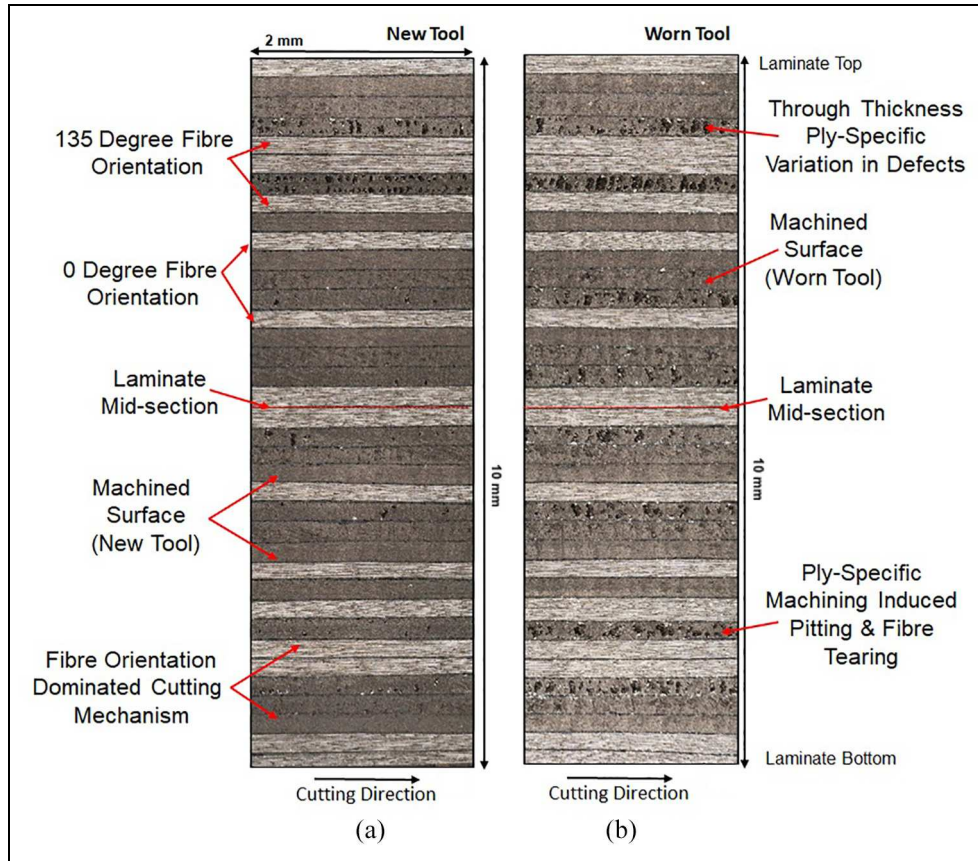 New Tool
Worn Tool
2 mm
Laminate Top
135 Degree Fibre
Orientation
Through Thickness
Ply-Specific
Variation in Defects
0 Degree Fibre
Orientation
Machined
Surface
(Worn Tool)
Laminate
Mid-section
Laminate
Mid-section
10 mm
10 mm
Machined
Surface
(New Tool)
Ply-Specific
Machining Induced
Pitting & Fibre
Tearing
Fibre Orientation
Dominated Cutting
Mechanism
Laminate Bottom
Cutting Direction
Cutting Direction
(a)
(b)